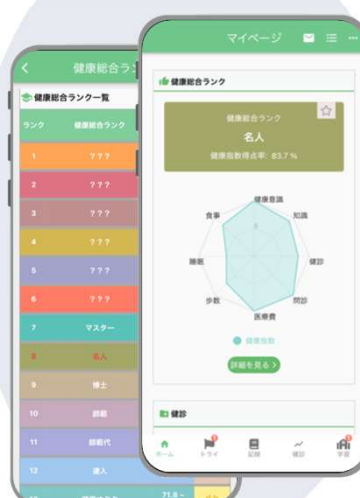 健康総合ラン
健康総合ランク一覧
ランク
健康総合ランク
1
???
2
???
3
???
4
???
5
???
6
???
7
マスター
8
名人
9
博士
10
師範
11
師範代
12
達人
71.8 ~
マイページ
健康総合ランク
健康総合ランク
名人
健康指数得点率: 83.7 %
健康意識
知識
健診
問診
医療費
歩数
睡眠
食事
健康指数
詳細を見る
健診
ホーム
トライ
記録
健診
学習